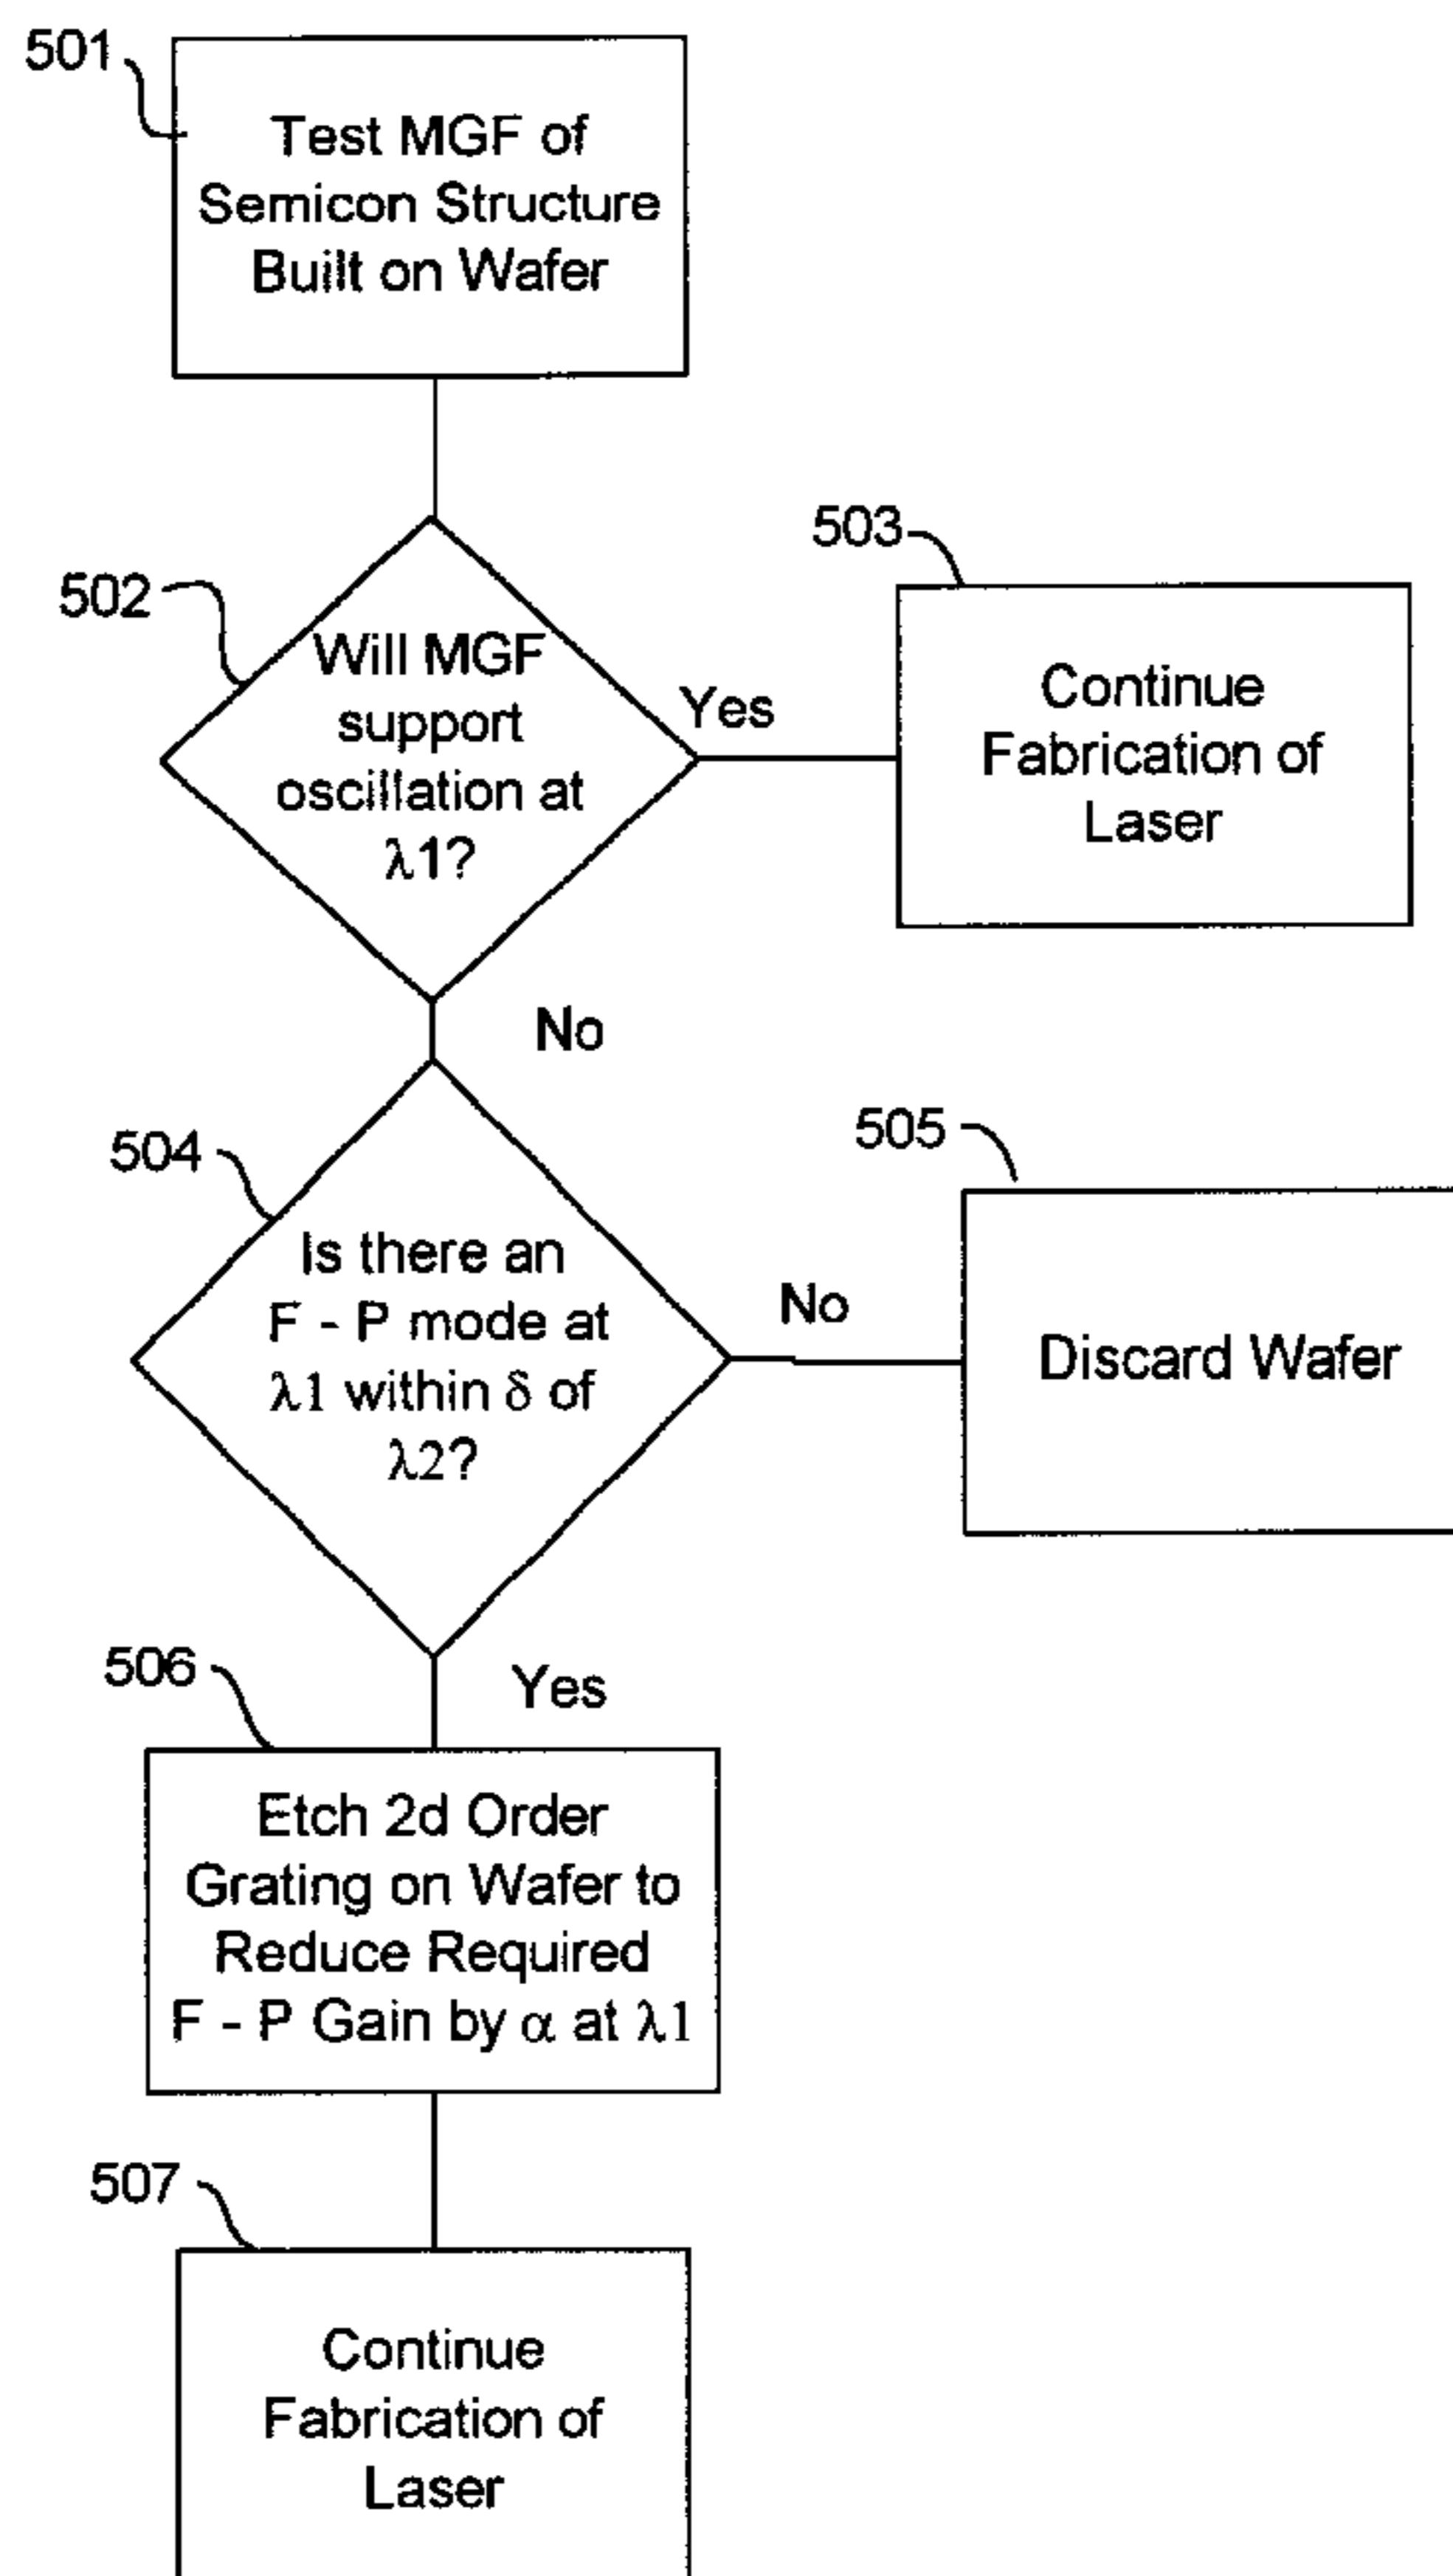 501
Test MGF of
Semicon Structure
Built on Wafer
502
Will MGF
support
oscillation at
λ1?
Yes
503
Continue
Fabrication of
Laser
No
504
Is there an
F - P mode at
λ1 within δ of
λ2?
No
505
Discard Wafer
Yes
506
Etch 2d Order
Grating on Wafer to
Reduce Required
F - P Gain by α at λ1
507
Continue
Fabrication of
Laser